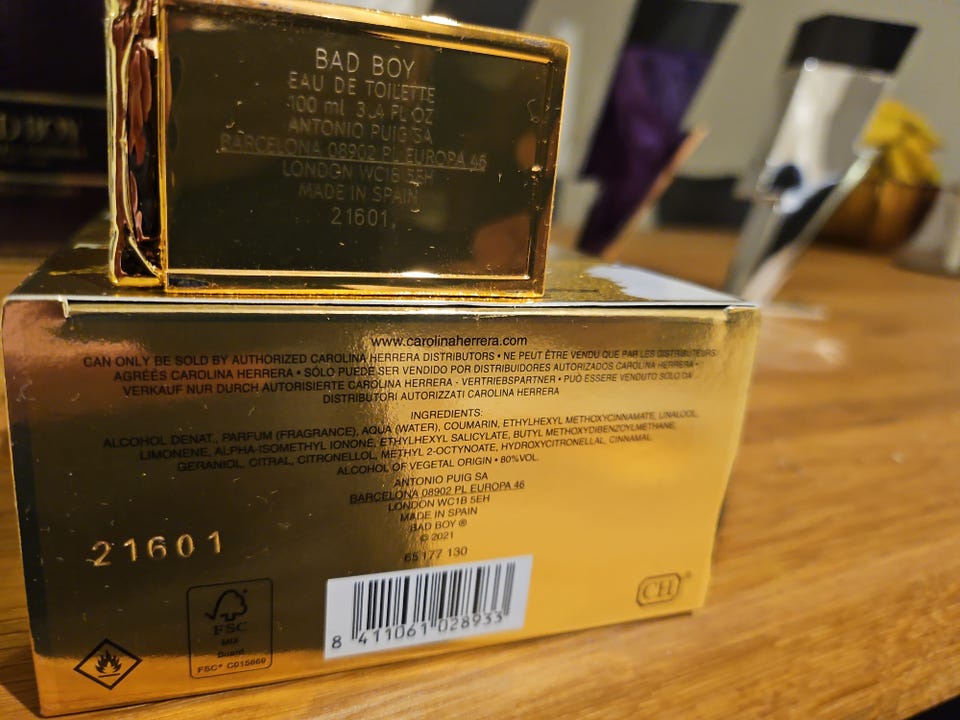 BAD BOY
EAU DE TOILETTE
100 ml 3.4 FL OZ
ANTONIO PUIG SA
BARCELONA 08902 PL EUROPA 46
LONDON WC1B 5EH
MADE IN SPAIN
21601
www.carolinaherrera.com
CAN ONLY BE SOLD BY AUTHORIZED CAROLINA HERRERA DISTRIBUTORS • NE PEUT ÊTRE VENDU QUE PAR LES DISTRIBUTEURS
AGRÉÉS CAROLINA HERRERA • SÓLO PUEDE SER VENDIDO POR DISTRIBUIDORES AUTORIZADOS CAROLINA HERRERA •
VERKAUF NUR DURCH AUTORISIERTE CAROLINA HERRERA - VERTRIEBSPARTNER • PUÒ ESSERE VENDUTO SOLO DA
DISTRIBUTORI AUTORIZZATI CAROLINA HERRERA
INGREDIENTS:
ALCOHOL DENAT., PARFUM (FRAGRANCE), AQUA (WATER), COUMARIN, ETHYLHEXYL METHOXYCINNAMATE, LINALOOL,
LIMONENE, ALPHA-ISOMETHYL IONONE, ETHYLHEXYL SALICYLATE, BUTYL METHOXYDIBENZOYLMETHANE,
GERANIOL, CITRAL, CITRONELLOL, METHYL 2-OCTYNOATE, HYDROXYCITRONELLAL, CINNAMAL.
ALCOHOL OF VEGETAL ORIGIN • 80%VOL.
ANTONIO PUIG SA
BARCELONA 08902 PL EUROPA 46
LONDON WC1B 5EH
MADE IN SPAIN
BAD BOY ®
© 2021
65177 130
21601
FSC
MIX
Board
FSC® C015669
8 411061 028933
CH®